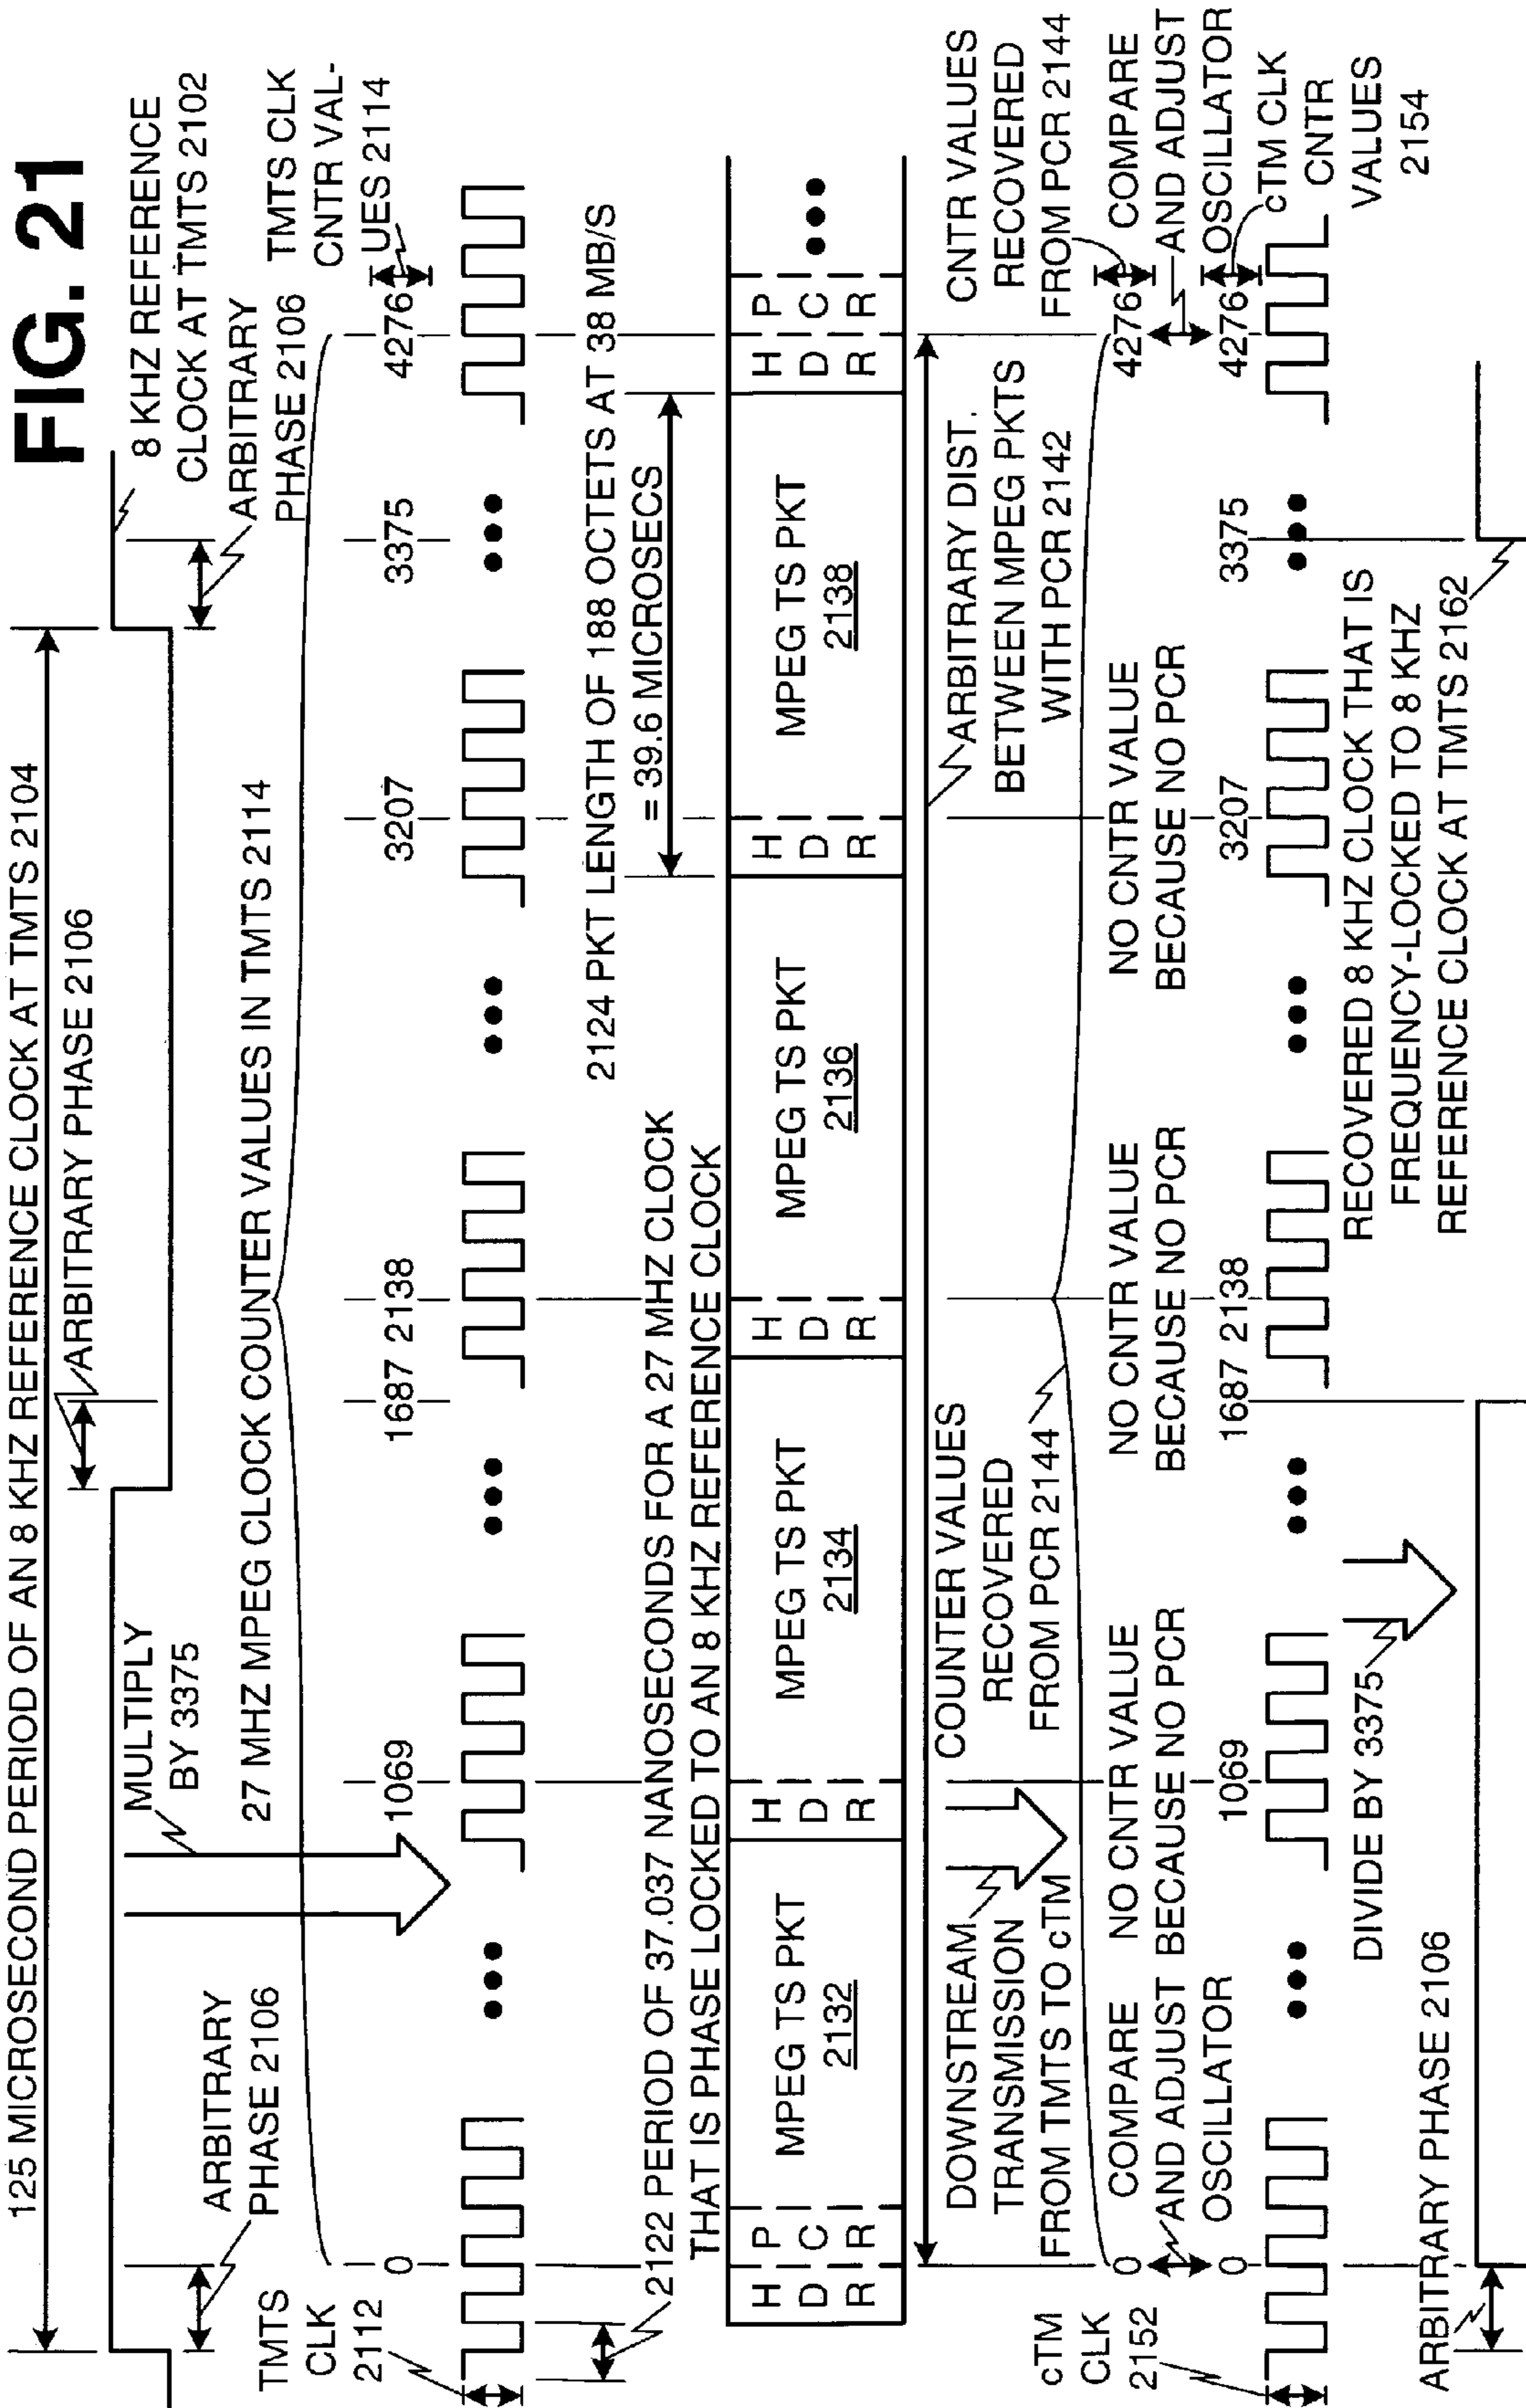 FIG. 21
125 MICROSECOND PERIOD OF AN 8 KHZ REFERENCE CLOCK AT TMTS 2104
8 KHZ REFERENCE
CLOCK AT TMTS 2102
ARBITRARY
PHASE 2106
MULTIPLY
BY 3375
ARBITRARY PHASE 2106
ARBITRARY
PHASE 2106
27 MHZ MPEG CLOCK COUNTER VALUES IN TMTS 2114
TMTS CLK
CNTR VAL-
UES 2114
TMTS
CLK
2112
0 1069 1687 2138 3207 3375 4276
2122 PERIOD OF 37.037 NANOSECONDS FOR A 27 MHZ CLOCK
THAT IS PHASE LOCKED TO AN 8 KHZ REFERENCE CLOCK
2124 PKT LENGTH OF 188 OCTETS AT 38 MB/S
= 39.6 MICROSECS
HDR
PCR
MPEG TS PKT
2132
HDR
MPEG TS PKT
2134
HDR
MPEG TS PKT
2136
HDR
MPEG TS PKT
2138
HDR
PCR
DOWNSTREAM
TRANSMISSION
FROM TMTS TO cTM
COUNTER VALUES
RECOVERED
FROM PCR 2144
ARBITRARY DIST.
BETWEEN MPEG PKTS
WITH PCR 2142
CNTR VALUES
RECOVERED
FROM PCR 2144
cTM
CLK
2152
0
COMPARE
AND ADJUST
OSCILLATOR
NO CNTR VALUE
BECAUSE NO PCR
NO CNTR VALUE
BECAUSE NO PCR
NO CNTR VALUE
BECAUSE NO PCR
4276
COMPARE
AND ADJUST
OSCILLATOR
0 1069 1687 2138 3207 3375 4276
cTM CLK
CNTR
VALUES
2154
ARBITRARY PHASE 2106
DIVIDE BY 3375
RECOVERED 8 KHZ CLOCK THAT IS
FREQUENCY-LOCKED TO 8 KHZ
REFERENCE CLOCK AT TMTS 2162